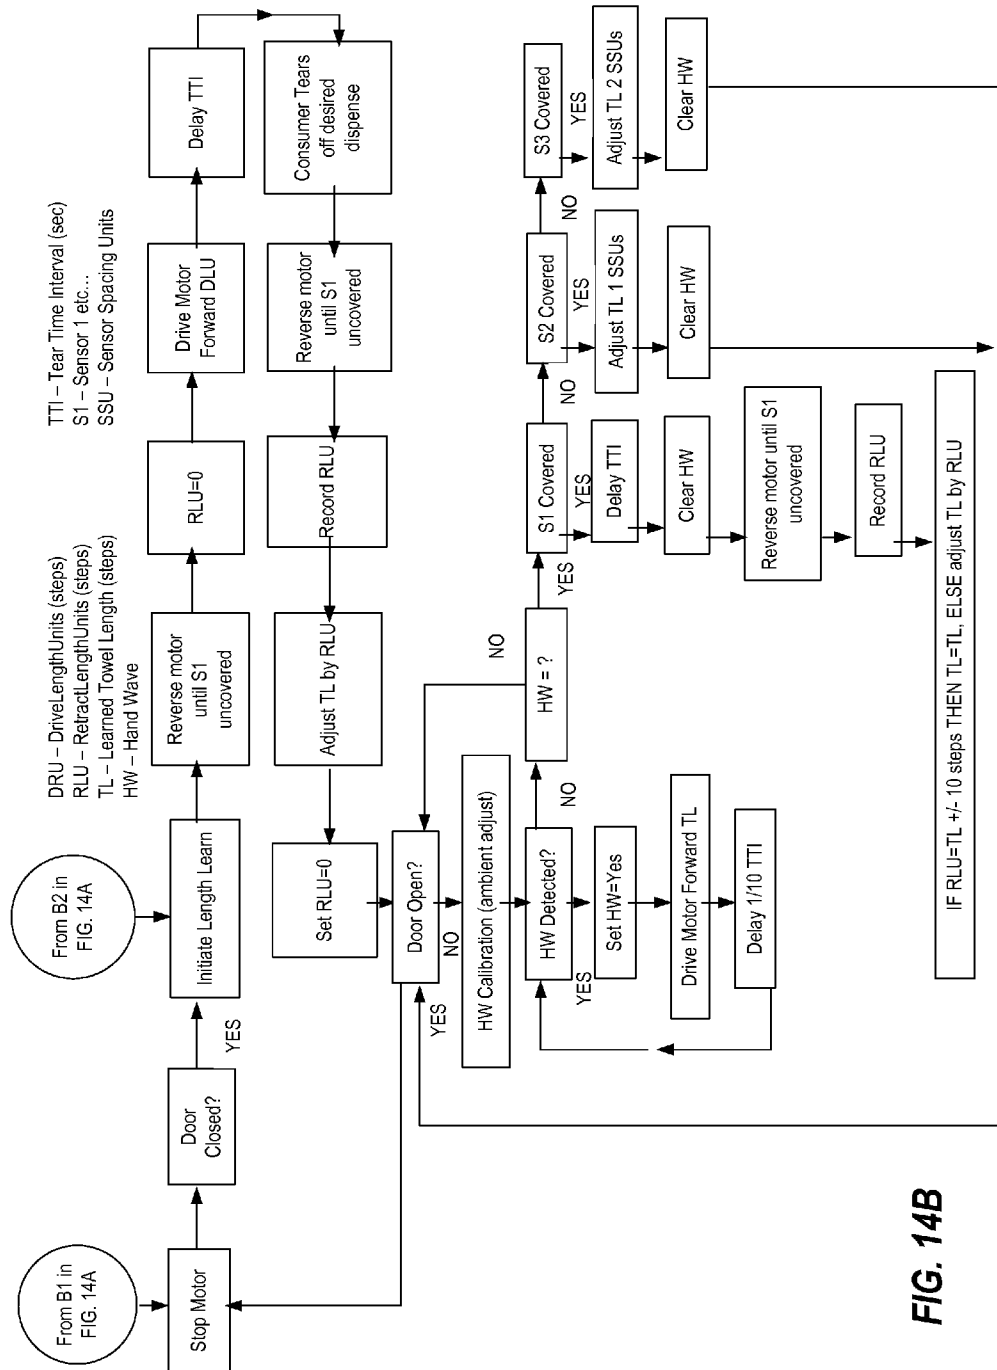 From B1 in
FIG. 14A
From B2 in
FIG. 14A
DRU – DriveLengthUnits (steps)
RLU – RetractLengthUnits (steps)
TL – Learned Towel Length (steps)
HW – Hand Wave
TTI – Tear Time Interval (sec)
S1 – Sensor 1 etc...
SSU – Sensor Spacing Units
Stop Motor
Door
Closed?
YES
Initiate Length Learn
Reverse motor
until S1
uncovered
RLU=0
Drive Motor
Forward DLU
Delay TTI
Consumer Tears
off desired
dispense
Reverse motor
until S1
uncovered
Record RLU
Adjust TL by RLU
Set RLU=0
Door Open?
YES
NO
HW Calibration (ambient adjust)
HW Detected?
YES
NO
Set HW=Yes
Drive Motor Forward TL
Delay 1/10 TTI
HW = ?
NO
YES
S1 Covered
YES
NO
Delay TTI
Clear HW
Reverse motor until S1
uncovered
Record RLU
IF RLU=TL +/- 10 steps THEN TL=TL, ELSE adjust TL by RLU
S2 Covered
YES
NO
Adjust TL 1 SSUs
Clear HW
S3 Covered
YES
Adjust TL 2 SSUs
Clear HW
FIG. 14B